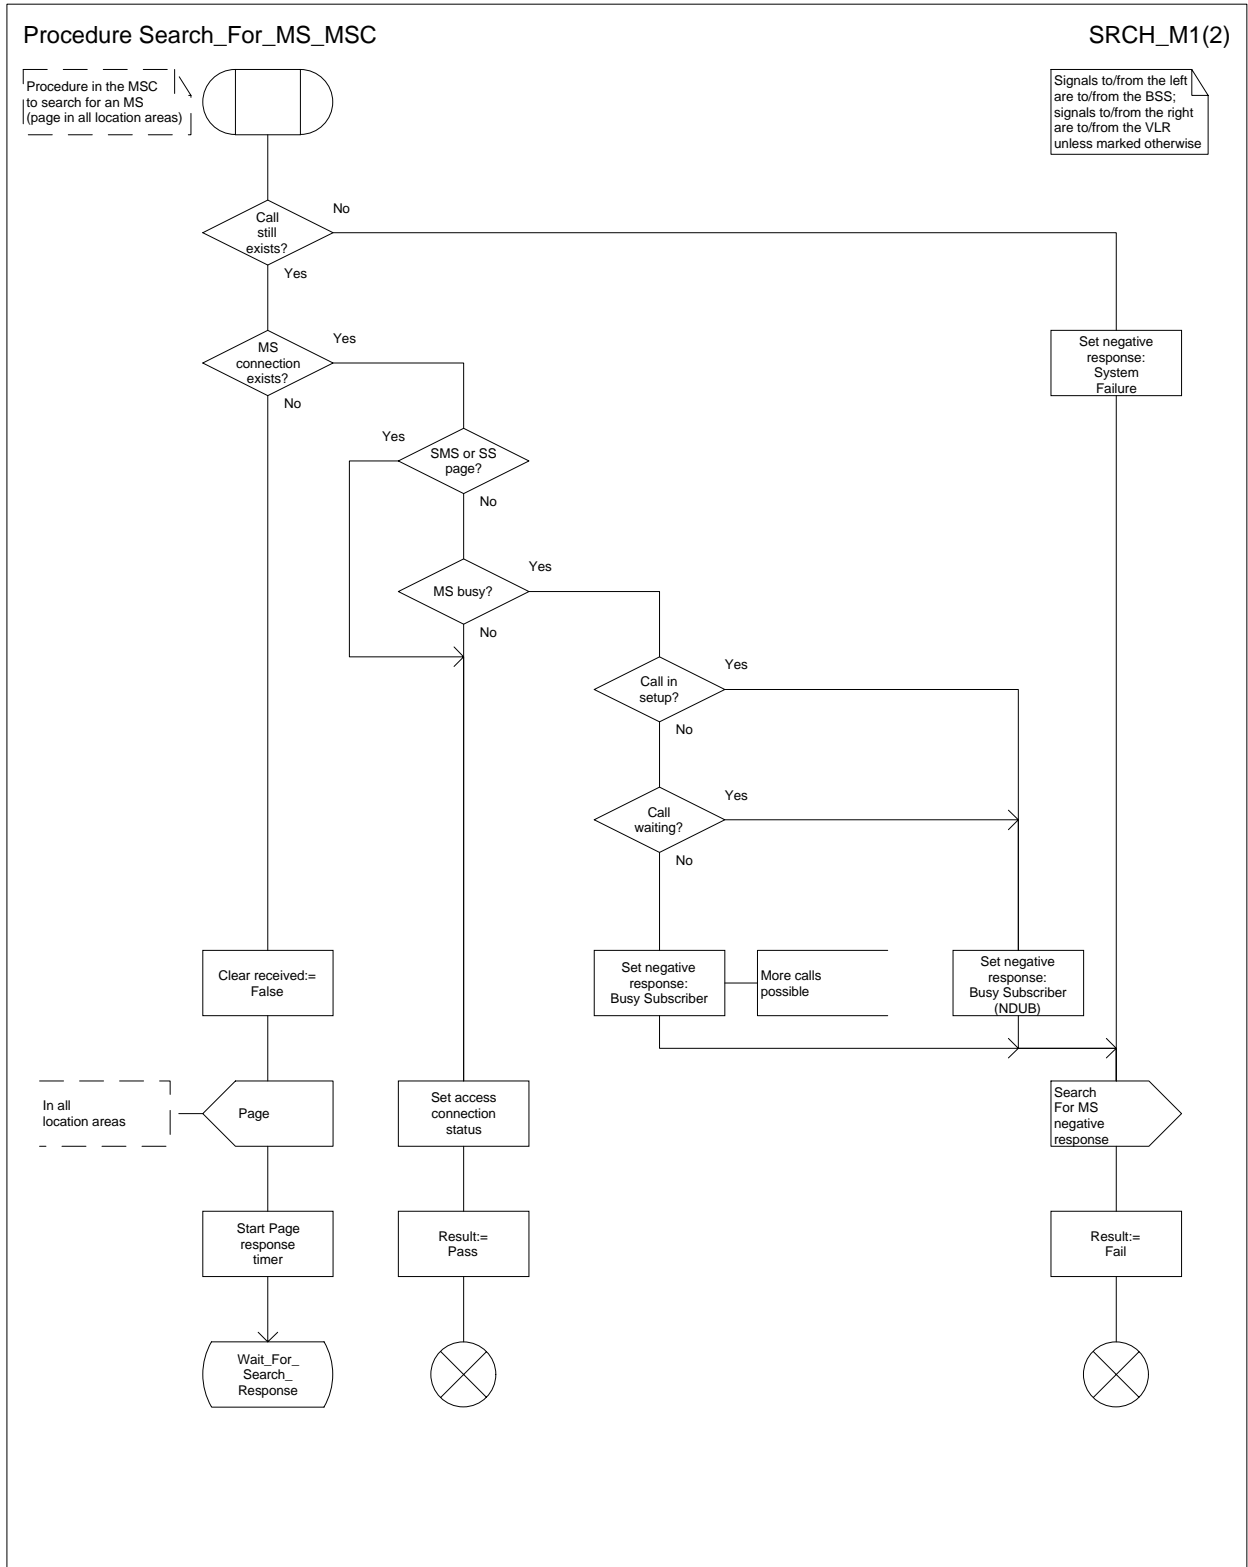 Procedure Search_For_MS_MSC
SRCH_M1(2)
Procedure in the MSC
to search for an MS
(page in all location areas)
Signals to/from the left
are to/from the BSS;
signals to/from the right
are to/from the VLR
unless marked otherwise
Call
still
exists?
No
Yes
MS
connection
exists?
Yes
No
Set negative
response:
System
Failure
SMS or SS
page?
Yes
No
MS busy?
Yes
No
Call in
setup?
Yes
No
Call
waiting?
Yes
No
Clear received:=
False
Set negative
response:
Busy Subscriber
More calls
possible
Set negative
response:
Busy Subscriber
(NDUB)
In all
location areas
Page
Set access
connection
status
Search
For MS
negative
response
Start Page
response
timer
Result:=
Pass
Result:=
Fail
Wait_For_
Search_
Response